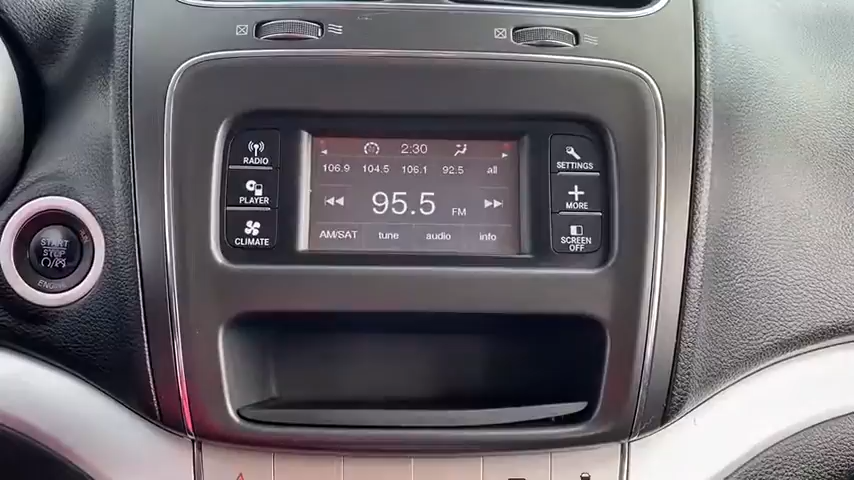 2:30
106.9 104.5 106.1 92.5 all
95.5 FM
AM/SAT tune audio info
RADIO
PLAYER
CLIMATE
SETTINGS
MORE
SCREEN
OFF
START
STOP
ENGINE
RUN